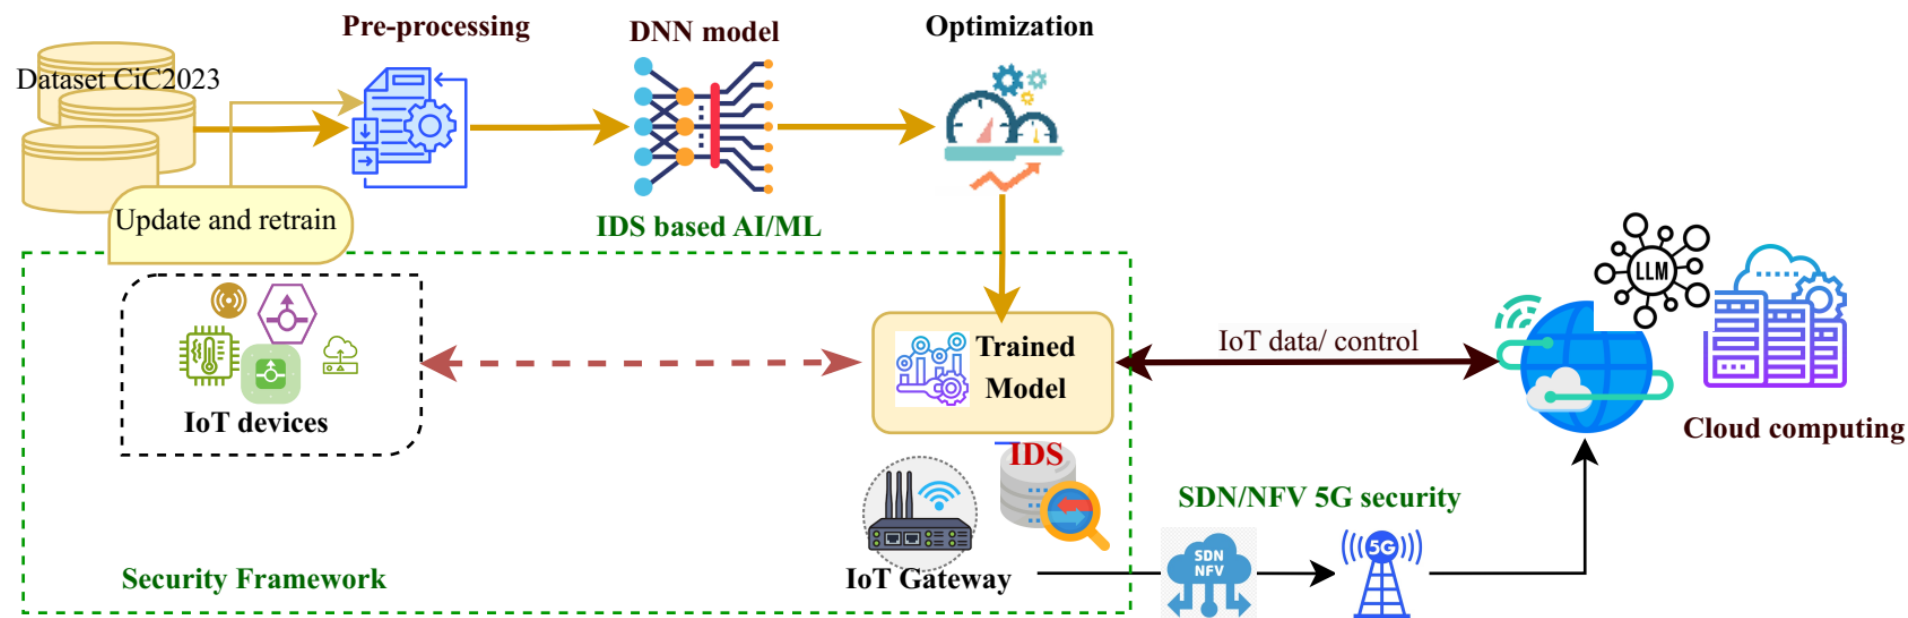 Pre-processing
DNN model
Optimization
Dataset CiC2023
Update and retrain
IDS based AI/ML
LLM
Trained
Model
IoT data/ control
IoT devices
Cloud computing
IDS
SDN/NFV 5G security
SDN
NFV
5G
IoT Gateway
Security Framework